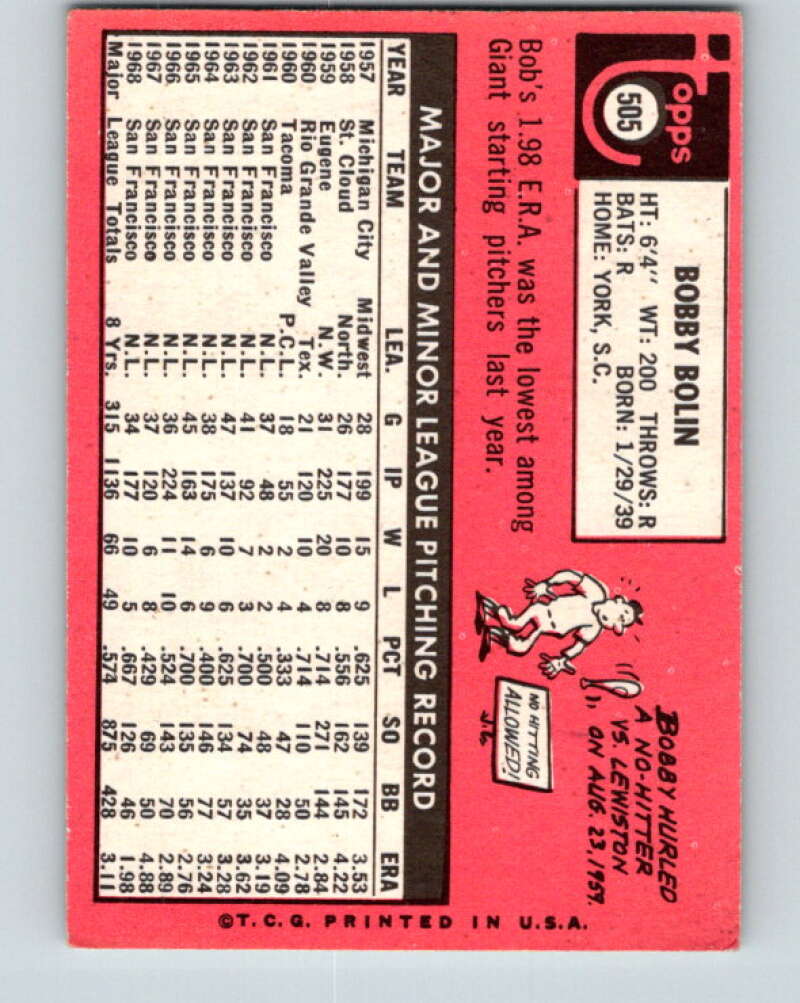 Topps
505
BOBBY BOLIN
HT: 6'4" WT: 200 THROWS: R
BATS: R BORN: 1/29/39
HOME: YORK, S.C.
Bob's 1.98 E.R.A. was the lowest among
Giant starting pitchers last year.
BOBBY HURLED
A NO-HITTER
VS. LEWISTON
ON AUG. 23, 1959.
NO HITTING
ALLOWED!
J.G.
MAJOR AND MINOR LEAGUE PITCHING RECORD
YEAR TEAM LEA. G IP W L PCT SO BB ERA
1957 Michigan City Midwest 28 199 15 9 .625 139 172 3.53
1958 St. Cloud North. 26 177 10 8 .556 162 145 4.22
1959 Eugene N.W. 31 225 20 8 .714 271 144 2.84
1960 Rio Grande Valley Tex. 21 120 10 4 .714 110 50 2.78
1960 Tacoma P.C.L. 18 55 2 4 .333 47 28 4.09
1961 San Francisco N.L. 37 48 2 2 .500 48 37 3.19
1962 San Francisco N.L. 41 92 7 3 .700 74 35 3.62
1963 San Francisco N.L. 47 137 10 6 .625 134 57 3.28
1964 San Francisco N.L. 38 175 6 9 .400 146 77 3.24
1965 San Francisco N.L. 45 163 14 6 .700 135 56 2.76
1966 San Francisco N.L. 36 224 11 10 .524 143 70 2.89
1967 San Francisco N.L. 37 120 6 8 .429 69 50 4.88
1968 San Francisco N.L. 34 177 10 5 .667 126 46 1.98
Major League Totals 8 Yrs. 315 1136 66 49 .574 875 428 3.11
©T.C.G. PRINTED IN U.S.A.